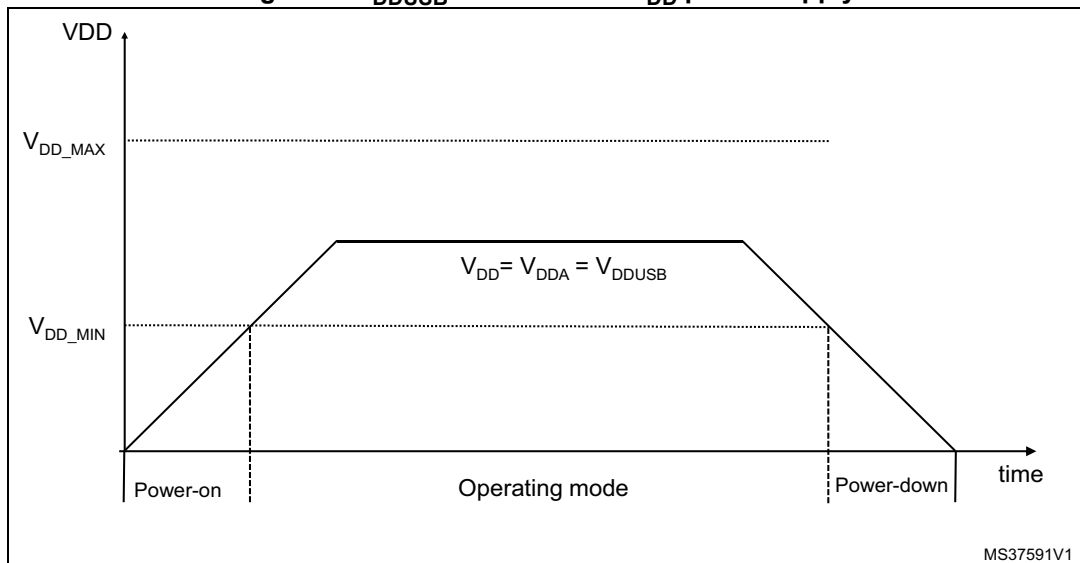 VDD
V_DD_MAX
V_DD = V_DDA = V_DDUSB
V_DD_MIN
time
Power-on
Operating mode
Power-down
MS37591V1